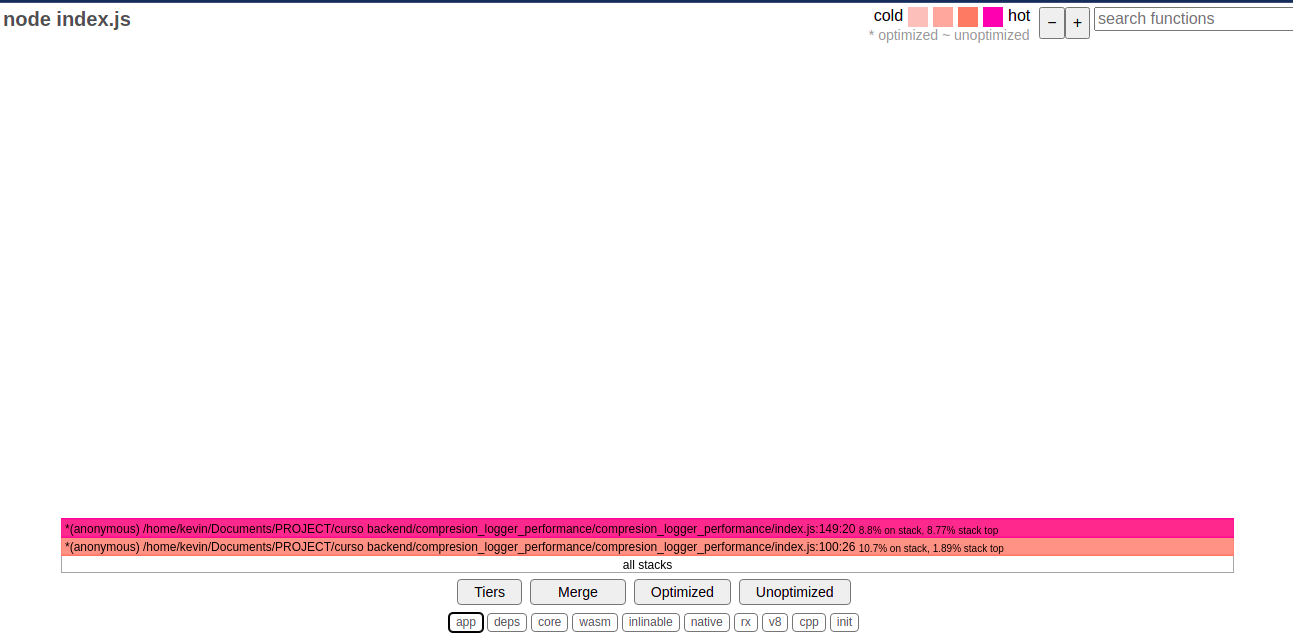 node index.js
cold hot
* optimized ~ unoptimized
− + search functions
*(anonymous) /home/kevin/Documents/PROJECT/curso backend/compresion_logger_performance/compresion_logger_performance/index.js:149:20 8.8% on stack, 8.77% stack top
*(anonymous) /home/kevin/Documents/PROJECT/curso backend/compresion_logger_performance/compresion_logger_performance/index.js:100:26 10.7% on stack, 1.89% stack top
all stacks
Tiers Merge Optimized Unoptimized
app deps core wasm inlinable native rx v8 cpp init